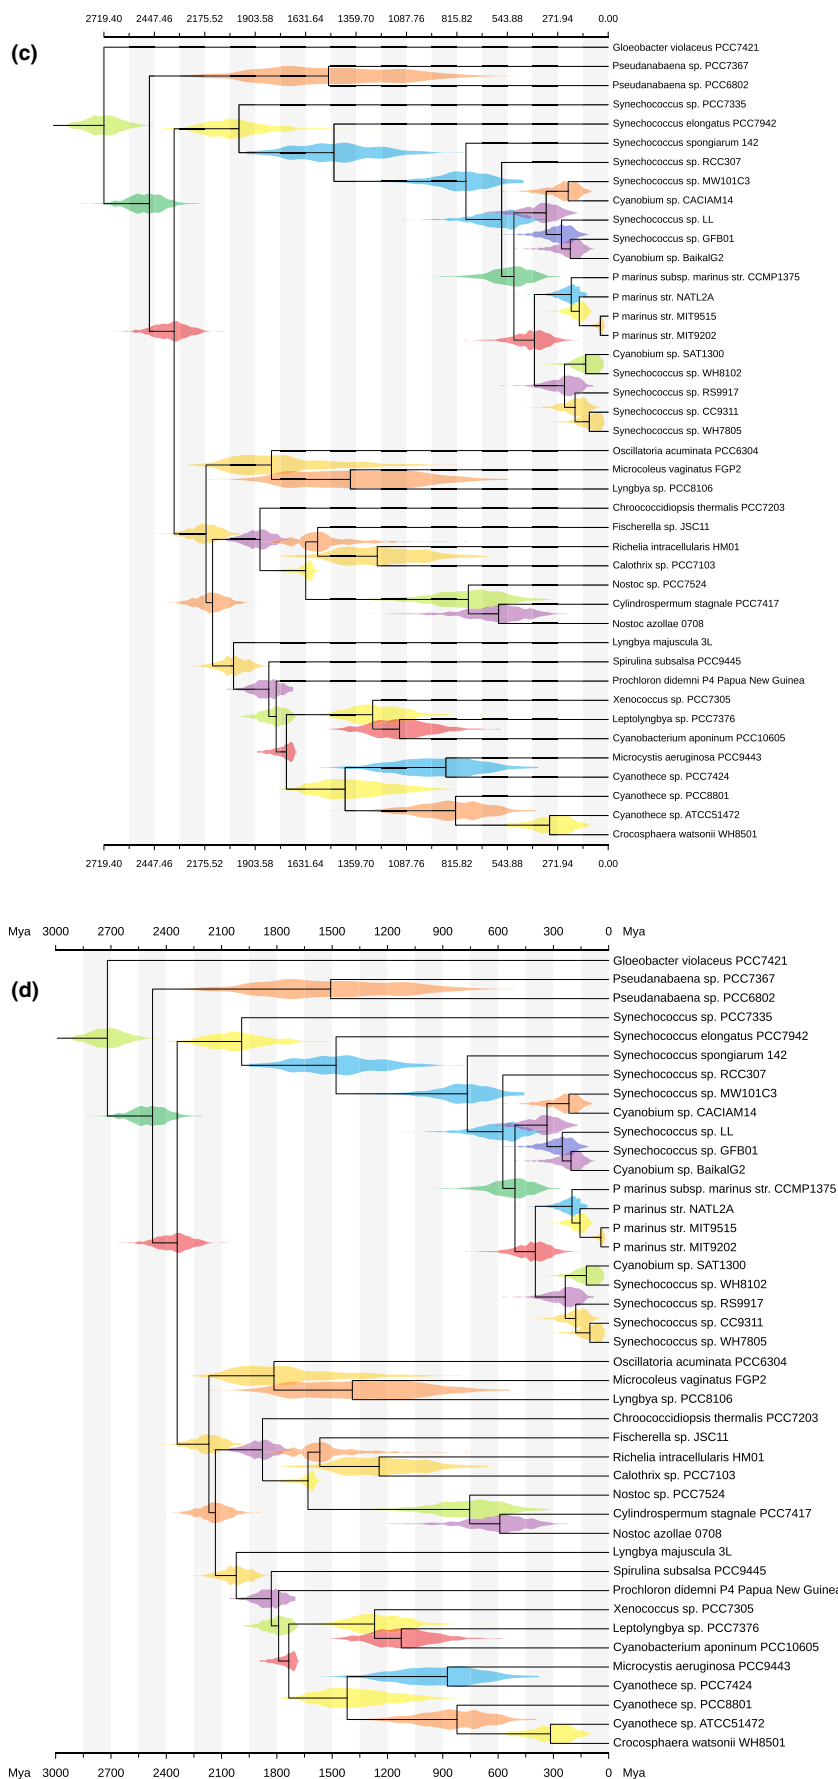 2719.40 2447.46 2175.52 1903.58 1631.64 1359.70 1087.76 815.82 543.88 271.94 0.00
(c)
Gloeobacter violaceus PCC7421
Pseudanabaena sp. PCC7367
Pseudanabaena sp. PCC6802
Synechococcus sp. PCC7335
Synechococcus elongatus PCC7942
Synechococcus spongiarum 142
Synechococcus sp. RCC307
Synechococcus sp. MW101C3
Cyanobium sp. CACIAM14
Synechococcus sp. LL
Synechococcus sp. GFB01
Cyanobium sp. BaikalG2
P marinus subsp. marinus str. CCMP1375
P marinus str. NATL2A
P marinus str. MIT9515
P marinus str. MIT9202
Cyanobium sp. SAT1300
Synechococcus sp. WH8102
Synechococcus sp. RS9917
Synechococcus sp. CC9311
Synechococcus sp. WH7805
Oscillatoria acuminata PCC6304
Microcoleus vaginatus FGP2
Lyngbya sp. PCC8106
Chroococcidiopsis thermalis PCC7203
Fischerella sp. JSC11
Richelia intracellularis HM01
Calothrix sp. PCC7103
Nostoc sp. PCC7524
Cylindrospermum stagnale PCC7417
Nostoc azollae 0708
Lyngbya majuscula 3L
Spirulina subsalsa PCC9445
Prochloron didemni P4 Papua New Guinea
Xenococcus sp. PCC7305
Leptolyngbya sp. PCC7376
Cyanobacterium aponinum PCC10605
Microcystis aeruginosa PCC9443
Cyanothece sp. PCC7424
Cyanothece sp. PCC8801
Cyanothece sp. ATCC51472
Crocosphaera watsonii WH8501
2719.40 2447.46 2175.52 1903.58 1631.64 1359.70 1087.76 815.82 543.88 271.94 0.00
Mya 3000 2700 2400 2100 1800 1500 1200 900 600 300 0 Mya
(d)
Gloeobacter violaceus PCC7421
Pseudanabaena sp. PCC7367
Pseudanabaena sp. PCC6802
Synechococcus sp. PCC7335
Synechococcus elongatus PCC7942
Synechococcus spongiarum 142
Synechococcus sp. RCC307
Synechococcus sp. MW101C3
Cyanobium sp. CACIAM14
Synechococcus sp. LL
Synechococcus sp. GFB01
Cyanobium sp. BaikalG2
P marinus subsp. marinus str. CCMP1375
P marinus str. NATL2A
P marinus str. MIT9515
P marinus str. MIT9202
Cyanobium sp. SAT1300
Synechococcus sp. WH8102
Synechococcus sp. RS9917
Synechococcus sp. CC9311
Synechococcus sp. WH7805
Oscillatoria acuminata PCC6304
Microcoleus vaginatus FGP2
Lyngbya sp. PCC8106
Chroococcidiopsis thermalis PCC7203
Fischerella sp. JSC11
Richelia intracellularis HM01
Calothrix sp. PCC7103
Nostoc sp. PCC7524
Cylindrospermum stagnale PCC7417
Nostoc azollae 0708
Lyngbya majuscula 3L
Spirulina subsalsa PCC9445
Prochloron didemni P4 Papua New Guinea
Xenococcus sp. PCC7305
Leptolyngbya sp. PCC7376
Cyanobacterium aponinum PCC10605
Microcystis aeruginosa PCC9443
Cyanothece sp. PCC7424
Cyanothece sp. PCC8801
Cyanothece sp. ATCC51472
Crocosphaera watsonii WH8501
Mya 3000 2700 2400 2100 1800 1500 1200 900 600 300 0 Mya